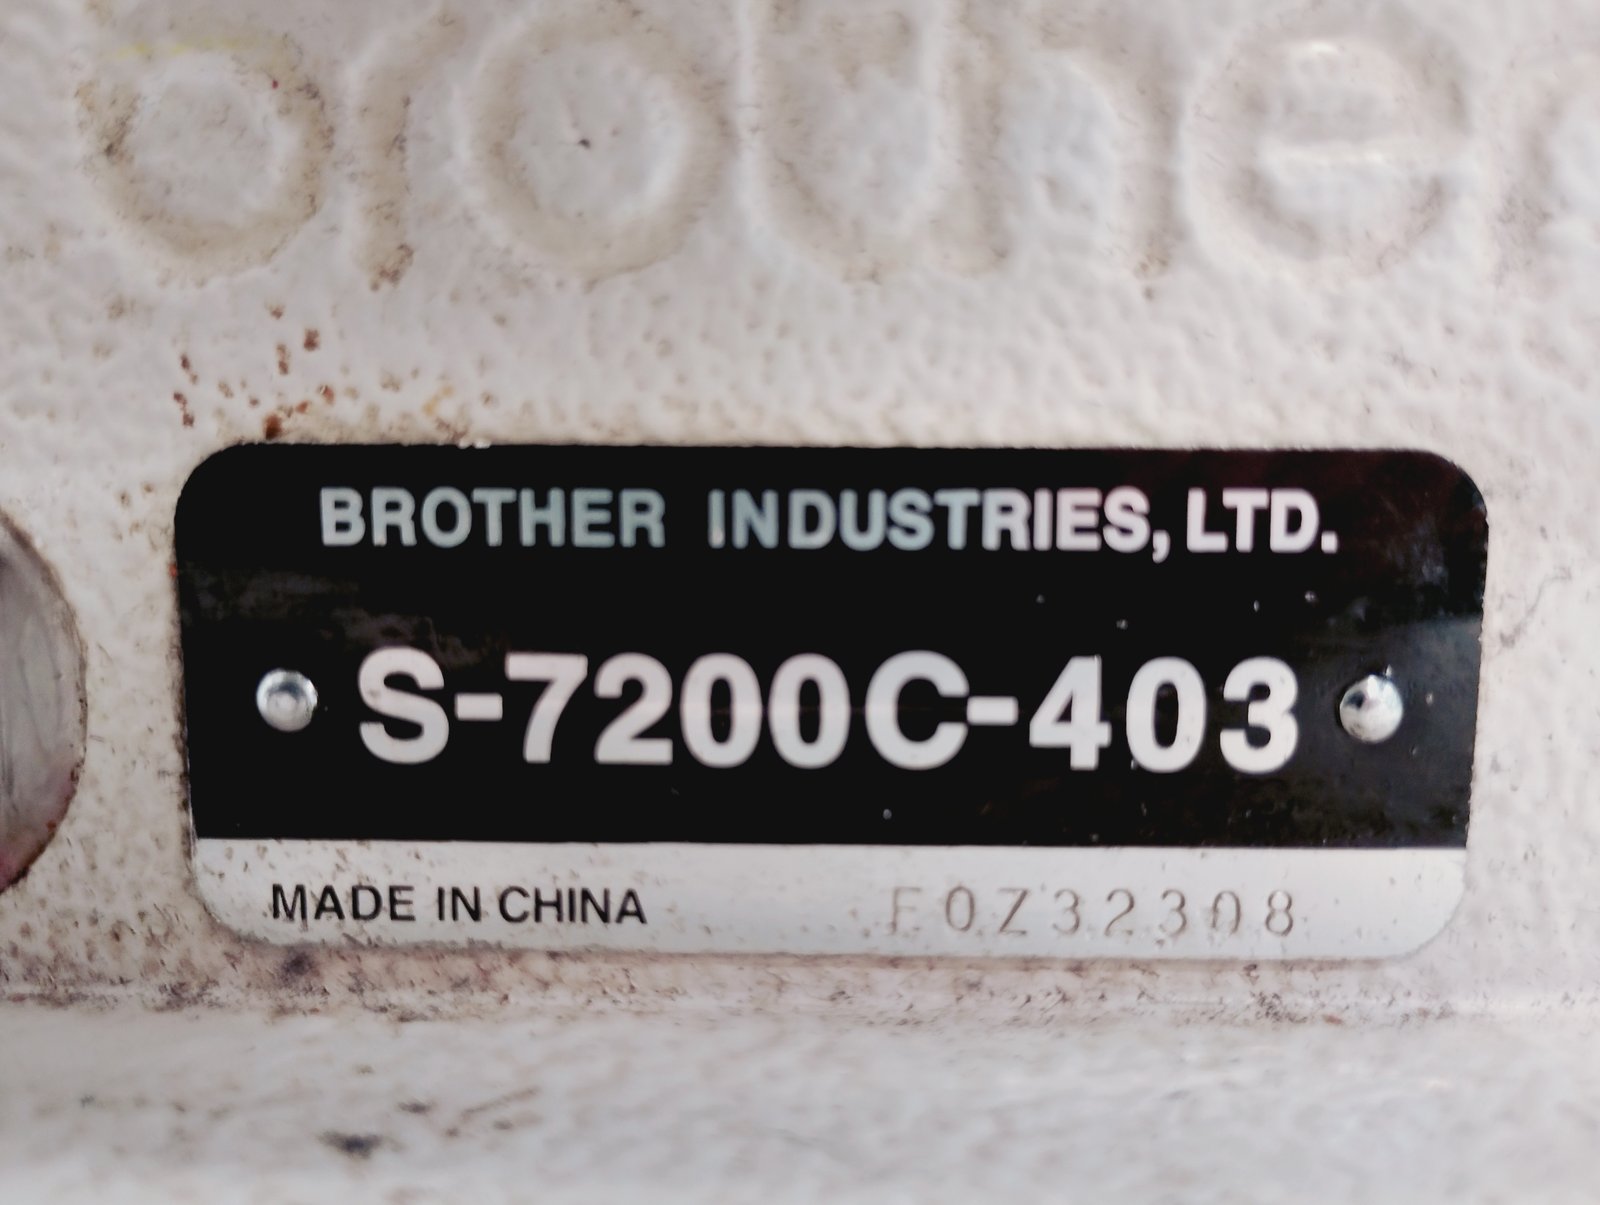 brother
BROTHER INDUSTRIES, LTD.
S-7200C-403
MADE IN CHINA E0Z32308